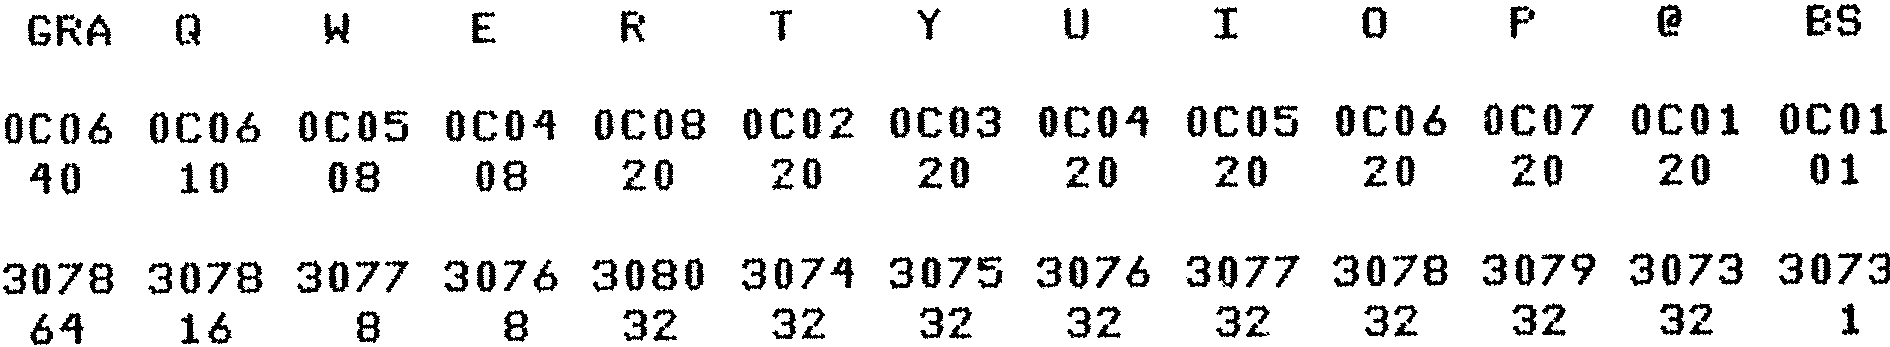 GRA Q W E R T Y U I O P @ BS
0C06 0C06 0C05 0C04 0C08 0C02 0C03 0C04 0C05 0C06 0C07 0C01 0C01
40 10 08 08 20 20 20 20 20 20 20 20 01
3078 3078 3077 3076 3080 3074 3075 3076 3077 3078 3079 3073 3073
64 16 8 8 32 32 32 32 32 32 32 32 1